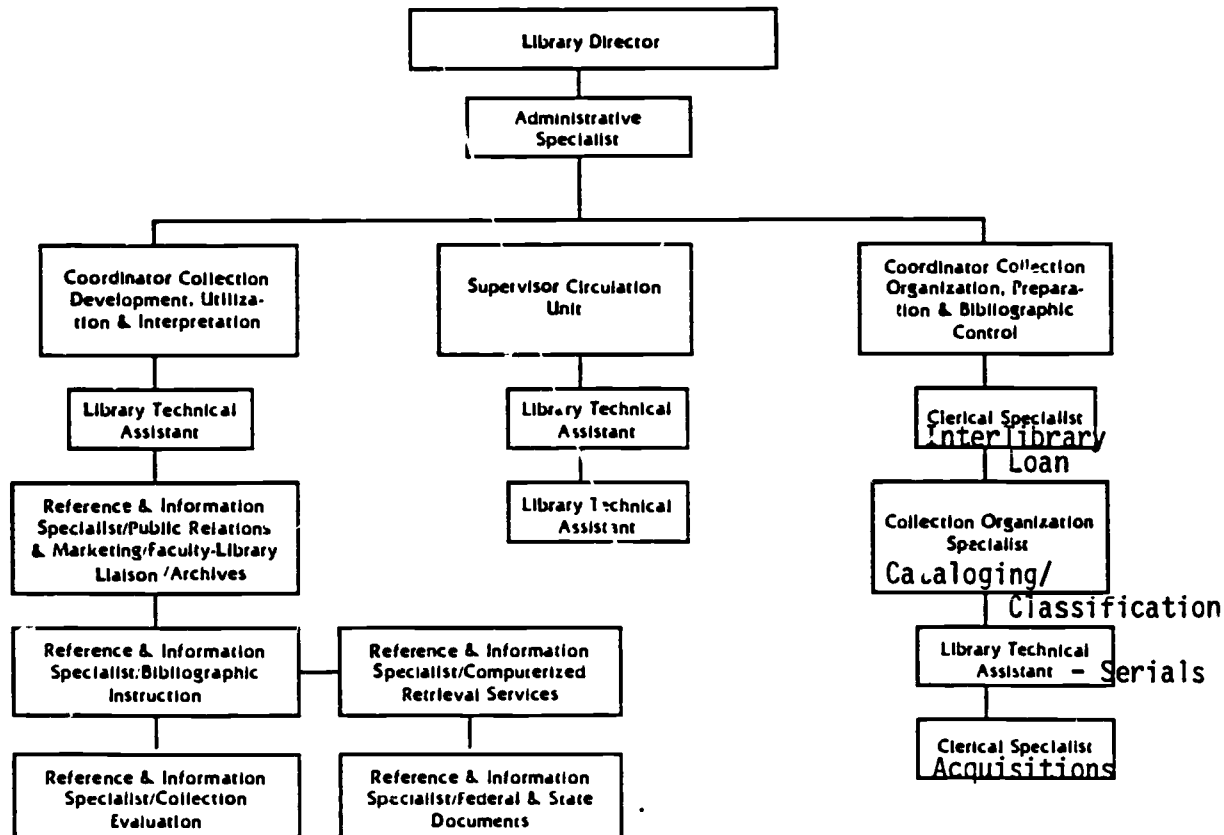 Library Director
Administrative
Specialist
Coordinator Collection
Development, Utiliza-
tion & Interpretation
Supervisor Circulation
Unit
Coordinator Collection
Organization, Prepara-
tion & Bibliographic
Control
Library Technical
Assistant
Library Technical
Assistant
Clerical Specialist
Interlibrary
Loan
Reference & Information
Specialist/Public Relations
& Marketing/Faculty-Library
Liaison/Archives
Library Technical
Assistant
Collection Organization
Specialist
Cataloging/
Classification
Reference & Information
Specialist/Bibliographic
Instruction
Reference & Information
Specialist/Computerized
Retrieval Services
Library Technical
Assistant - Serials
Reference & Information
Specialist/Collection
Evaluation
Reference & Information
Specialist/Federal & State
Documents
Clerical Specialist
Acquisitions